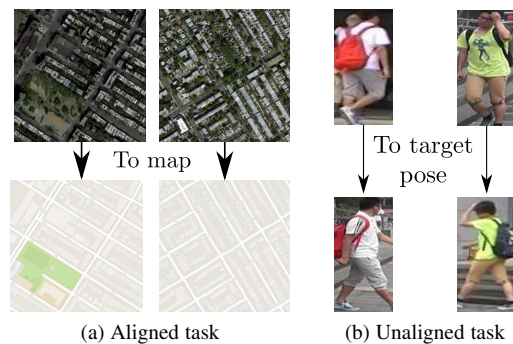 To map
To target
pose
(a) Aligned task
(b) Unaligned task